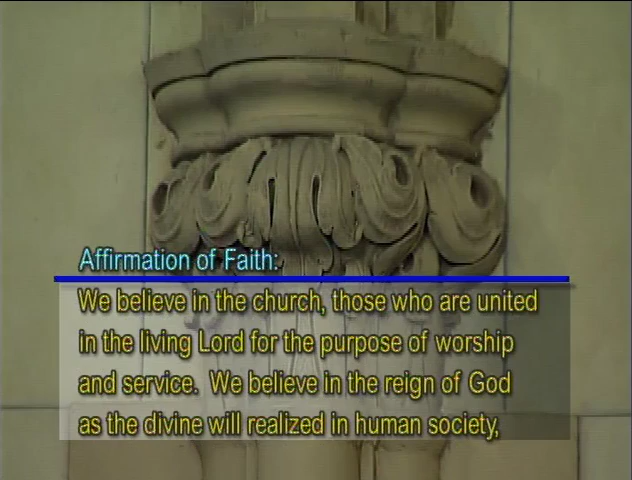 Affirmation of Faith:
We believe in the church, those who are united
in the living Lord for the purpose of worship
and service. We believe in the reign of God
as the divine will realized in human society,